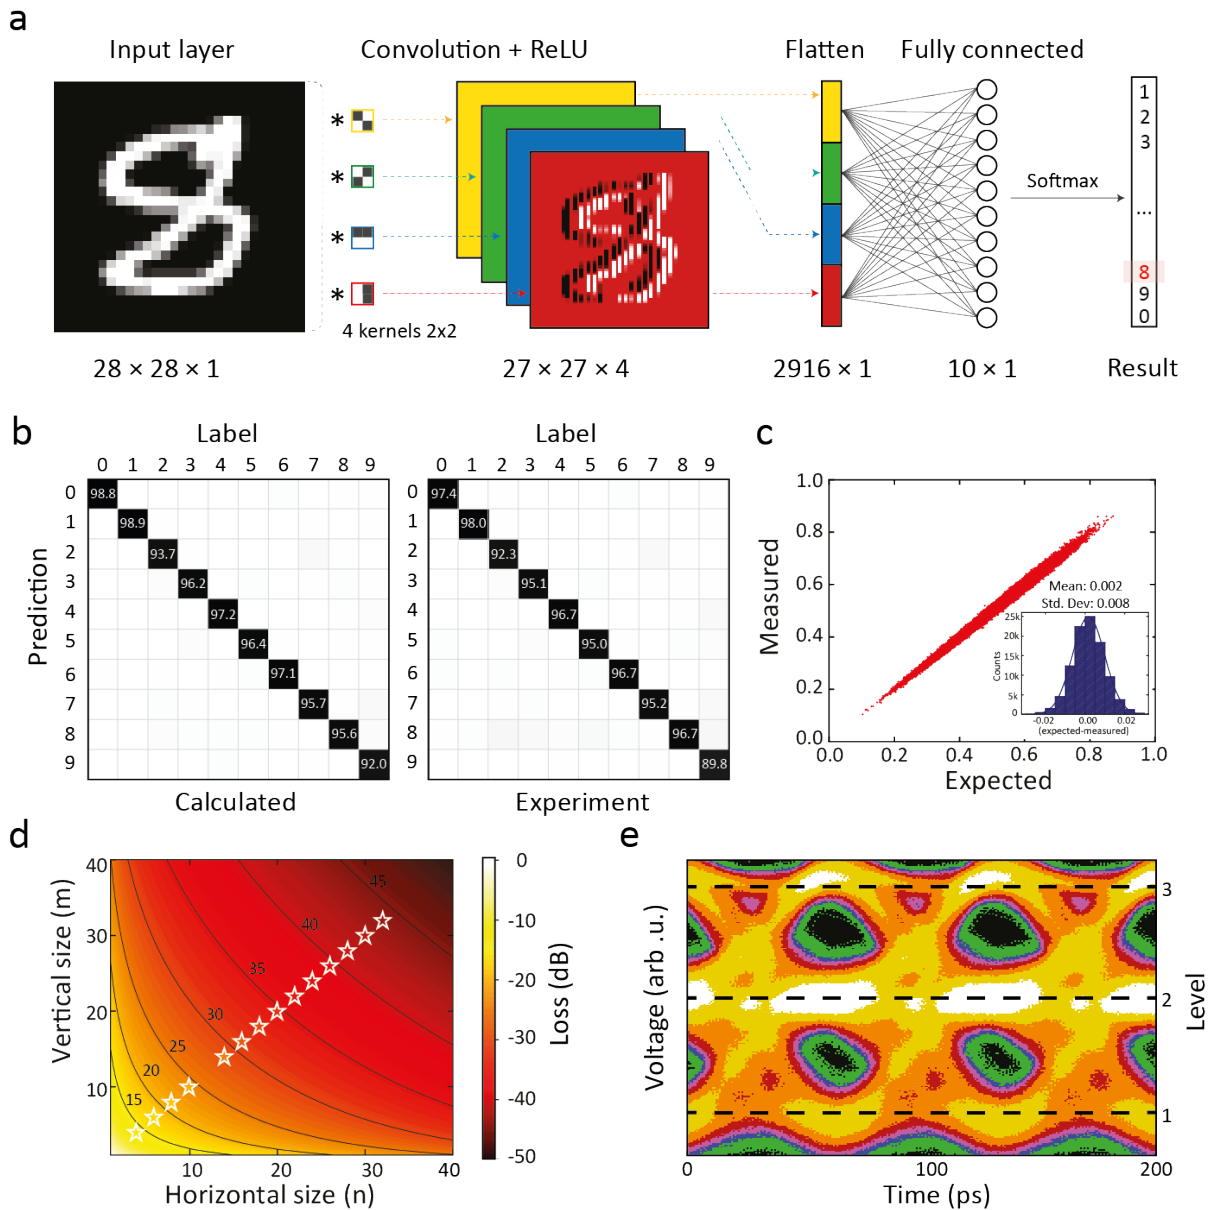 a
Input layer
Convolution + ReLU
Flatten
Fully connected
*
*
*
*
4 kernels 2x2
Softmax
1
2
3
...
8
9
0
28 × 28 × 1
27 × 27 × 4
2916 × 1
10 × 1
Result
b
Label
0 1 2 3 4 5 6 7 8 9
Prediction
0
1
2
3
4
5
6
7
8
9
98.8
98.9
93.7
96.2
97.2
96.4
97.1
95.7
95.6
92.0
Calculated
Label
0 1 2 3 4 5 6 7 8 9
0
1
2
3
4
5
6
7
8
9
97.4
98.0
92.3
95.1
96.7
95.0
96.7
95.2
96.7
89.8
Experiment
c
Measured
1.0
0.8
0.6
0.4
0.2
0.0
0.0 0.2 0.4 0.6 0.8 1.0
Expected
Mean: 0.002
Std. Dev: 0.008
Counts
25k
20k
15k
10k
5k
0
-0.02 0.00 0.02
(expected-measured)
d
Vertical size (m)
40
30
20
10
45
40
35
30
25
20
15
10 20 30 40
Horizontal size (n)
0
-10
-20
-30
-40
-50
Loss (dB)
e
Voltage (arb .u.)
3
2
1
Level
0 100 200
Time (ps)